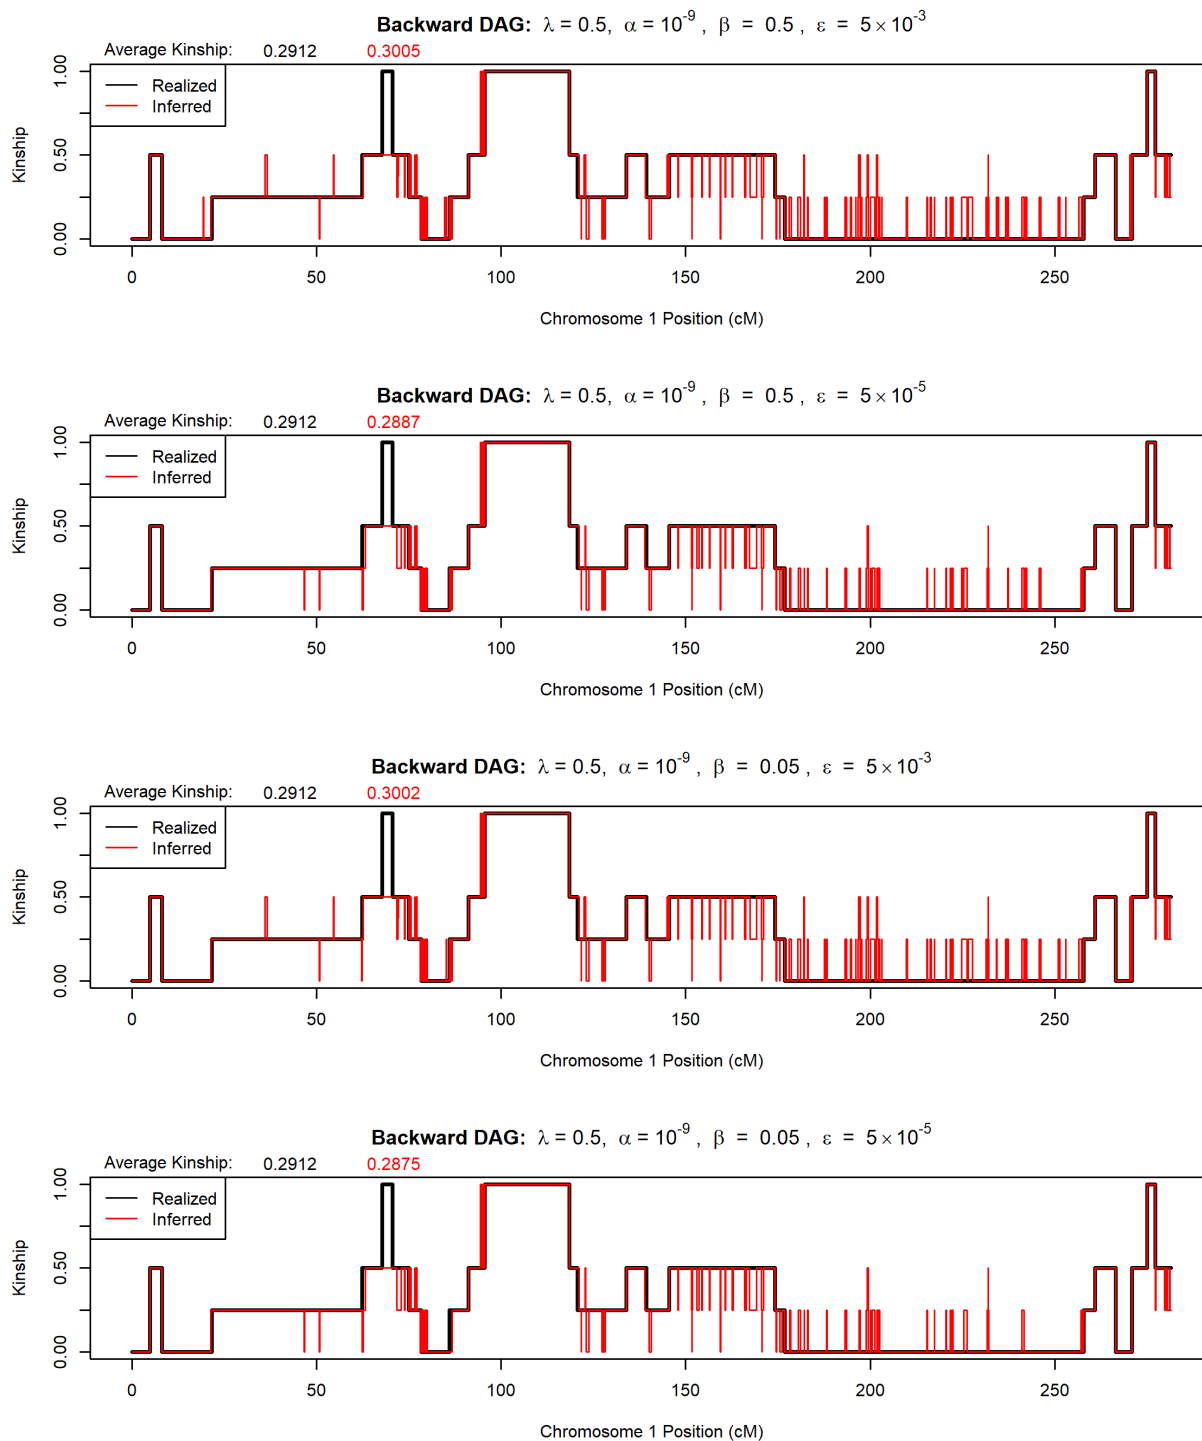 Backward DAG: λ = 0.5, α = 10⁻⁹ , β = 0.5 , ε = 5 × 10⁻³
Average Kinship: 0.2912 0.3005
Realized
Inferred
Kinship
1.00
0.50
0.00
0 50 100 150 200 250
Chromosome 1 Position (cM)
Backward DAG: λ = 0.5, α = 10⁻⁹ , β = 0.5 , ε = 5 × 10⁻⁵
Average Kinship: 0.2912 0.2887
Realized
Inferred
Kinship
1.00
0.50
0.00
0 50 100 150 200 250
Chromosome 1 Position (cM)
Backward DAG: λ = 0.5, α = 10⁻⁹ , β = 0.05 , ε = 5 × 10⁻³
Average Kinship: 0.2912 0.3002
Realized
Inferred
Kinship
1.00
0.50
0.00
0 50 100 150 200 250
Chromosome 1 Position (cM)
Backward DAG: λ = 0.5, α = 10⁻⁹ , β = 0.05 , ε = 5 × 10⁻⁵
Average Kinship: 0.2912 0.2875
Realized
Inferred
Kinship
1.00
0.50
0.00
0 50 100 150 200 250
Chromosome 1 Position (cM)